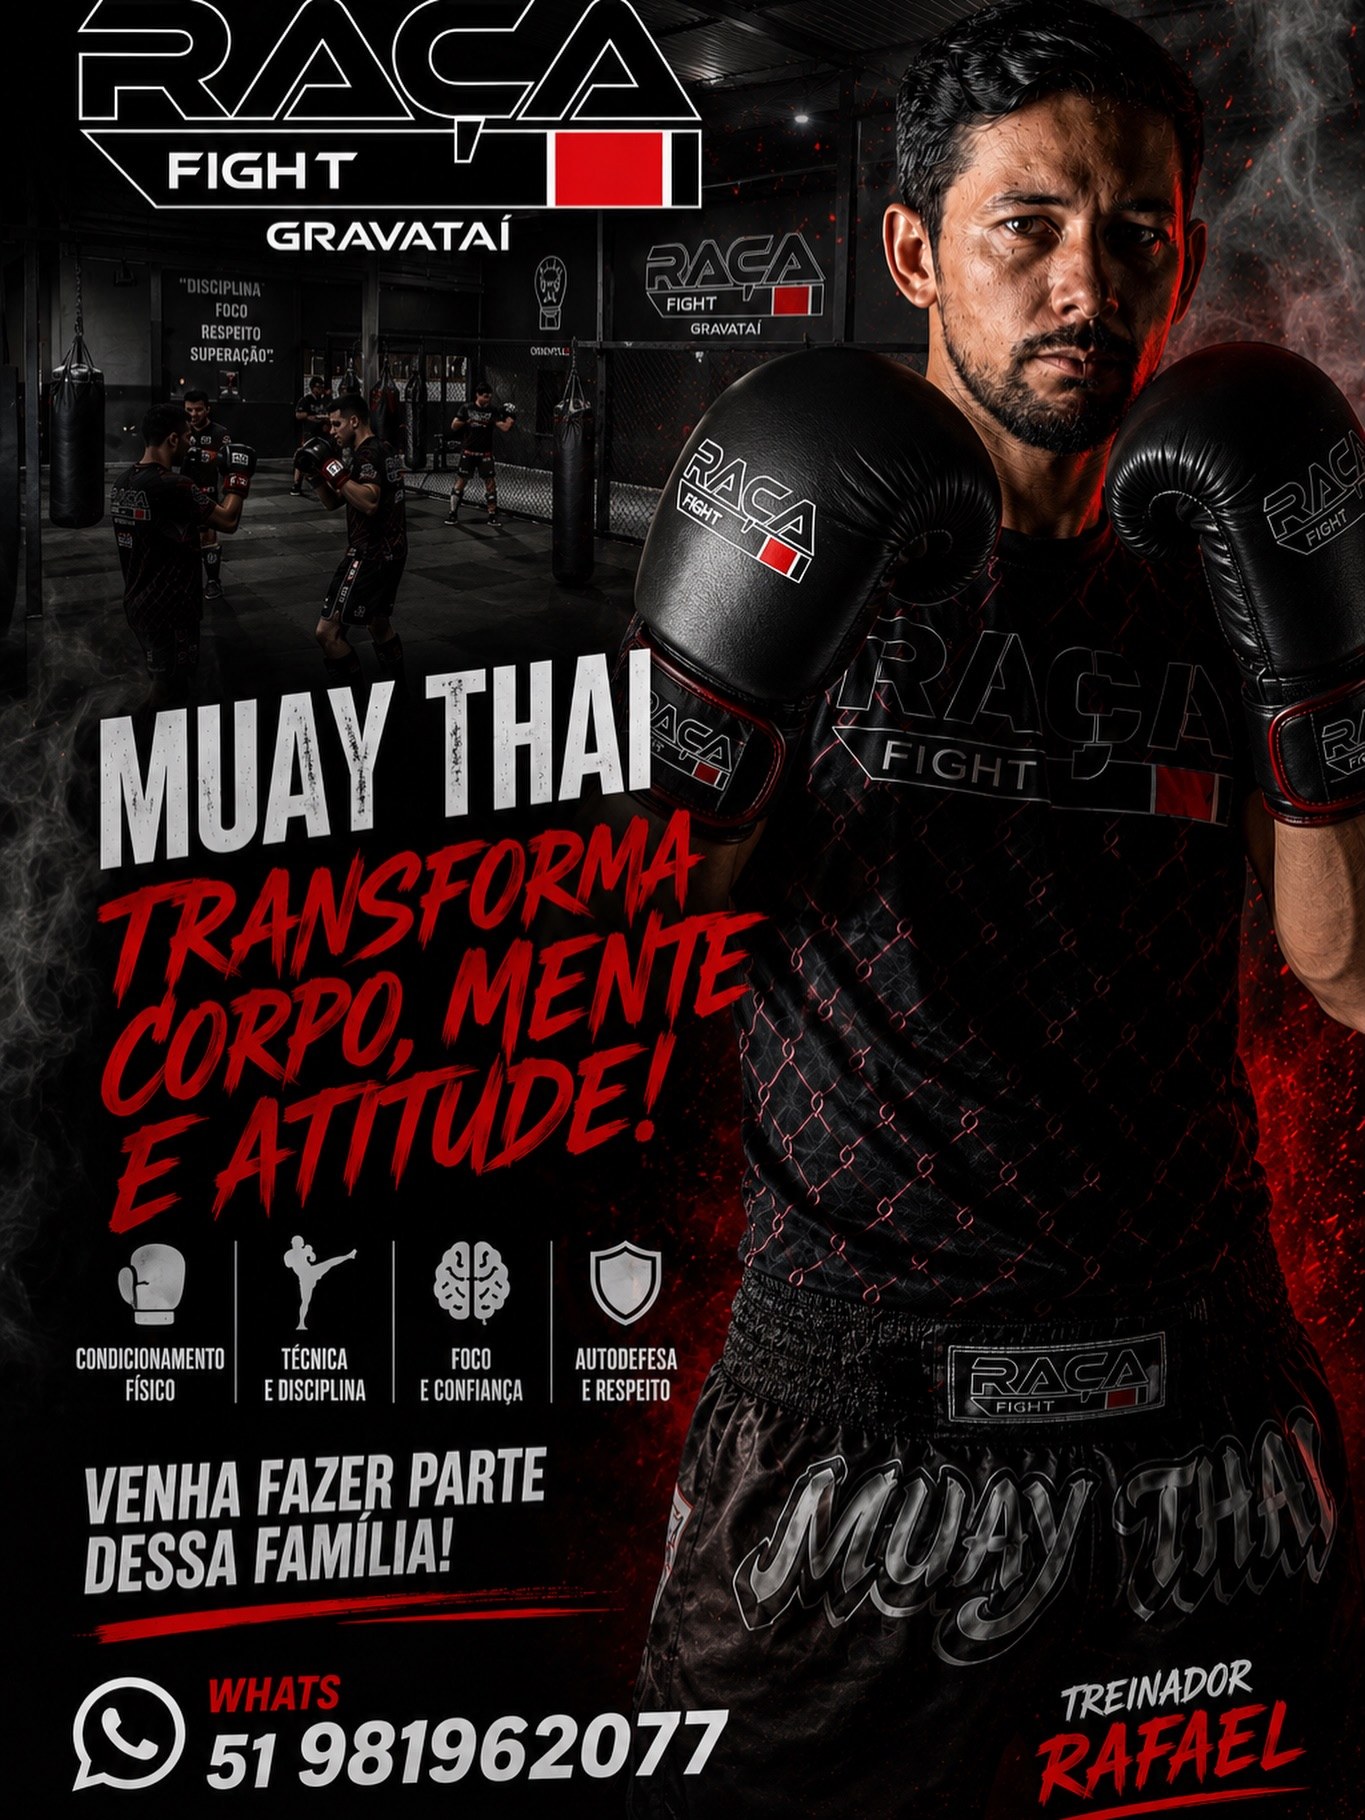 RAÇA
FIGHT
GRAVATAÍ
"DISCIPLINA
FOCO
RESPEITO
SUPERAÇÃO".
RAÇA
FIGHT
GRAVATAÍ
RAÇA
FIGHT
RAÇA
FIGHT
RAÇA
RAÇA
FIGHT
MUAY THAI
TRANSFORMA
CORPO, MENTE
E ATITUDE!
CONDICIONAMENTO
FÍSICO
TÉCNICA
E DISCIPLINA
FOCO
E CONFIANÇA
AUTODEFESA
E RESPEITO
RAÇA
FIGHT
MUAY THAI
VENHA FAZER PARTE
DESSA FAMÍLIA!
WHATS
51 981962077
TREINADOR
RAFAEL